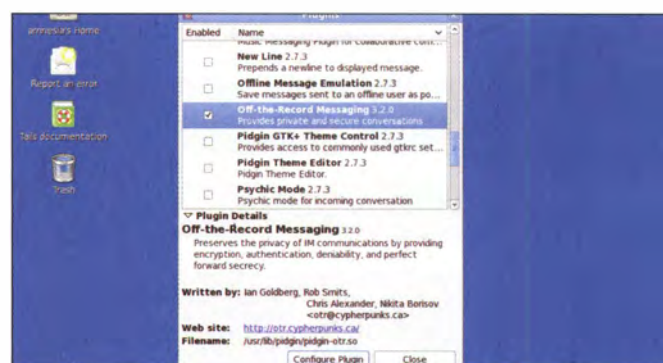 Plugins
amnesia's Home
Report an error
Tails documentation
Trash
Enabled Name
Music Messaging Plugin for Collaborative com...
New Line 2.7.3
Prepends a newline to displayed message.
Offline Message Emulation 2.7.3
Save messages sent to an offline user as po...
Off-the-Record Messaging 3.2.0
Provides private and secure conversations
Pidgin GTK+ Theme Control 2.7.3
Provides access to commonly used gtkrc set...
Pidgin Theme Editor 2.7.3
Pidgin Theme Editor.
Psychic Mode 2.7.3
Psychic mode for incoming conversation
Plugin Details
Off-the-Record Messaging 3.2.0
Preserves the privacy of IM communications by providing
encryption, authentication, deniability, and perfect
forward secrecy.
Written by: Ian Goldberg, Rob Smits,
Chris Alexander, Nikita Borisov
<otr@cypherpunks.ca>
Web site: http://otr.cypherpunks.ca/
Filename: /usr/lib/pidgin/pidgin-otr.so
Configure Plugin Close